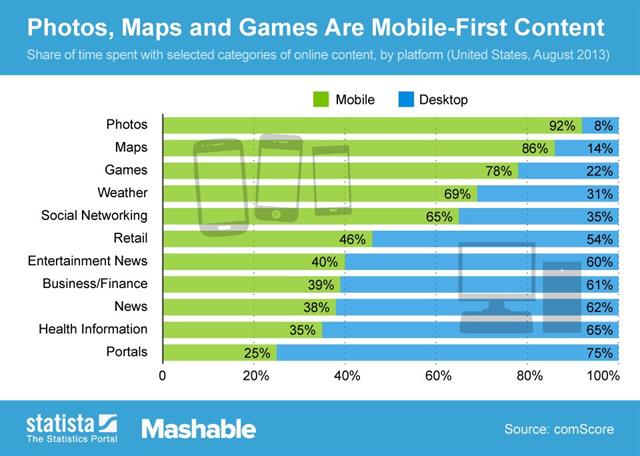 Photos, Maps and Games Are Mobile-First Content
Share of time spent with selected categories of online content, by platform (United States, August 2013)
Mobile Desktop
Photos 92% 8%
Maps 86% 14%
Games 78% 22%
Weather 69% 31%
Social Networking 65% 35%
Retail 46% 54%
Entertainment News 40% 60%
Business/Finance 39% 61%
News 38% 62%
Health Information 35% 65%
Portals 25% 75%
0 20% 40% 60% 80% 100%
statista Mashable Source: comScore
The Statistics Portal